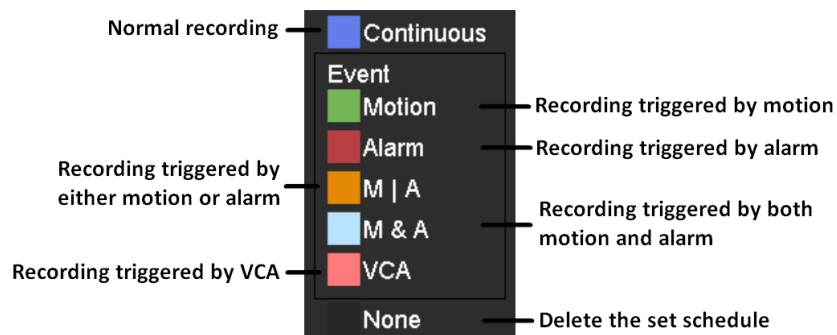 Normal recording
Continuous
Event
Motion
Recording triggered by motion
Alarm
Recording triggered by alarm
Recording triggered by
either motion or alarm
M | A
M & A
Recording triggered by both
motion and alarm
Recording triggered by VCA
VCA
None
Delete the set schedule